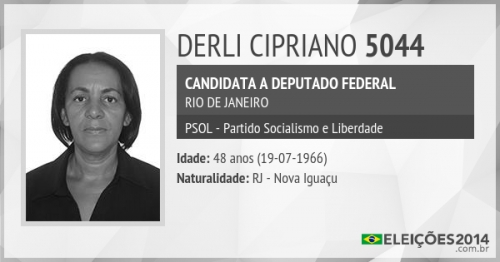 DERLI CIPRIANO 5044
CANDIDATA A DEPUTADO FEDERAL
RIO DE JANEIRO
PSOL - Partido Socialismo e Liberdade
Idade: 48 anos (19-07-1966)
Naturalidade: RJ - Nova Iguaçu
ELEIÇÕES2014
.com.br